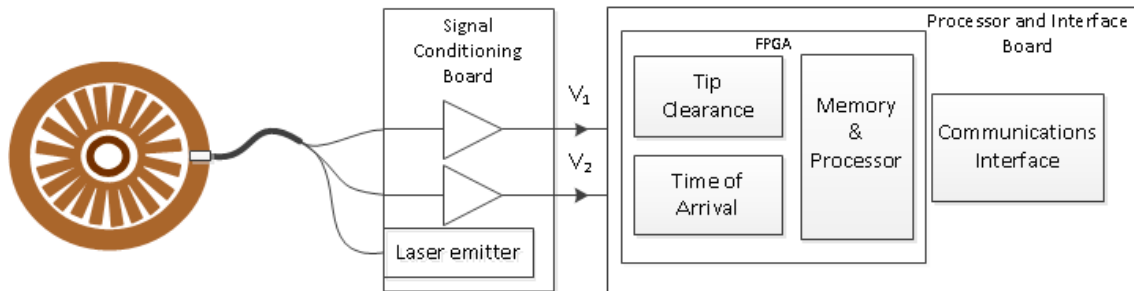 Signal
Conditioning
Board
V1
V2
Laser emitter
Processor and Interface
Board
FPGA
Tip
Clearance
Time of
Arrival
Memory
&
Processor
Communications
Interface